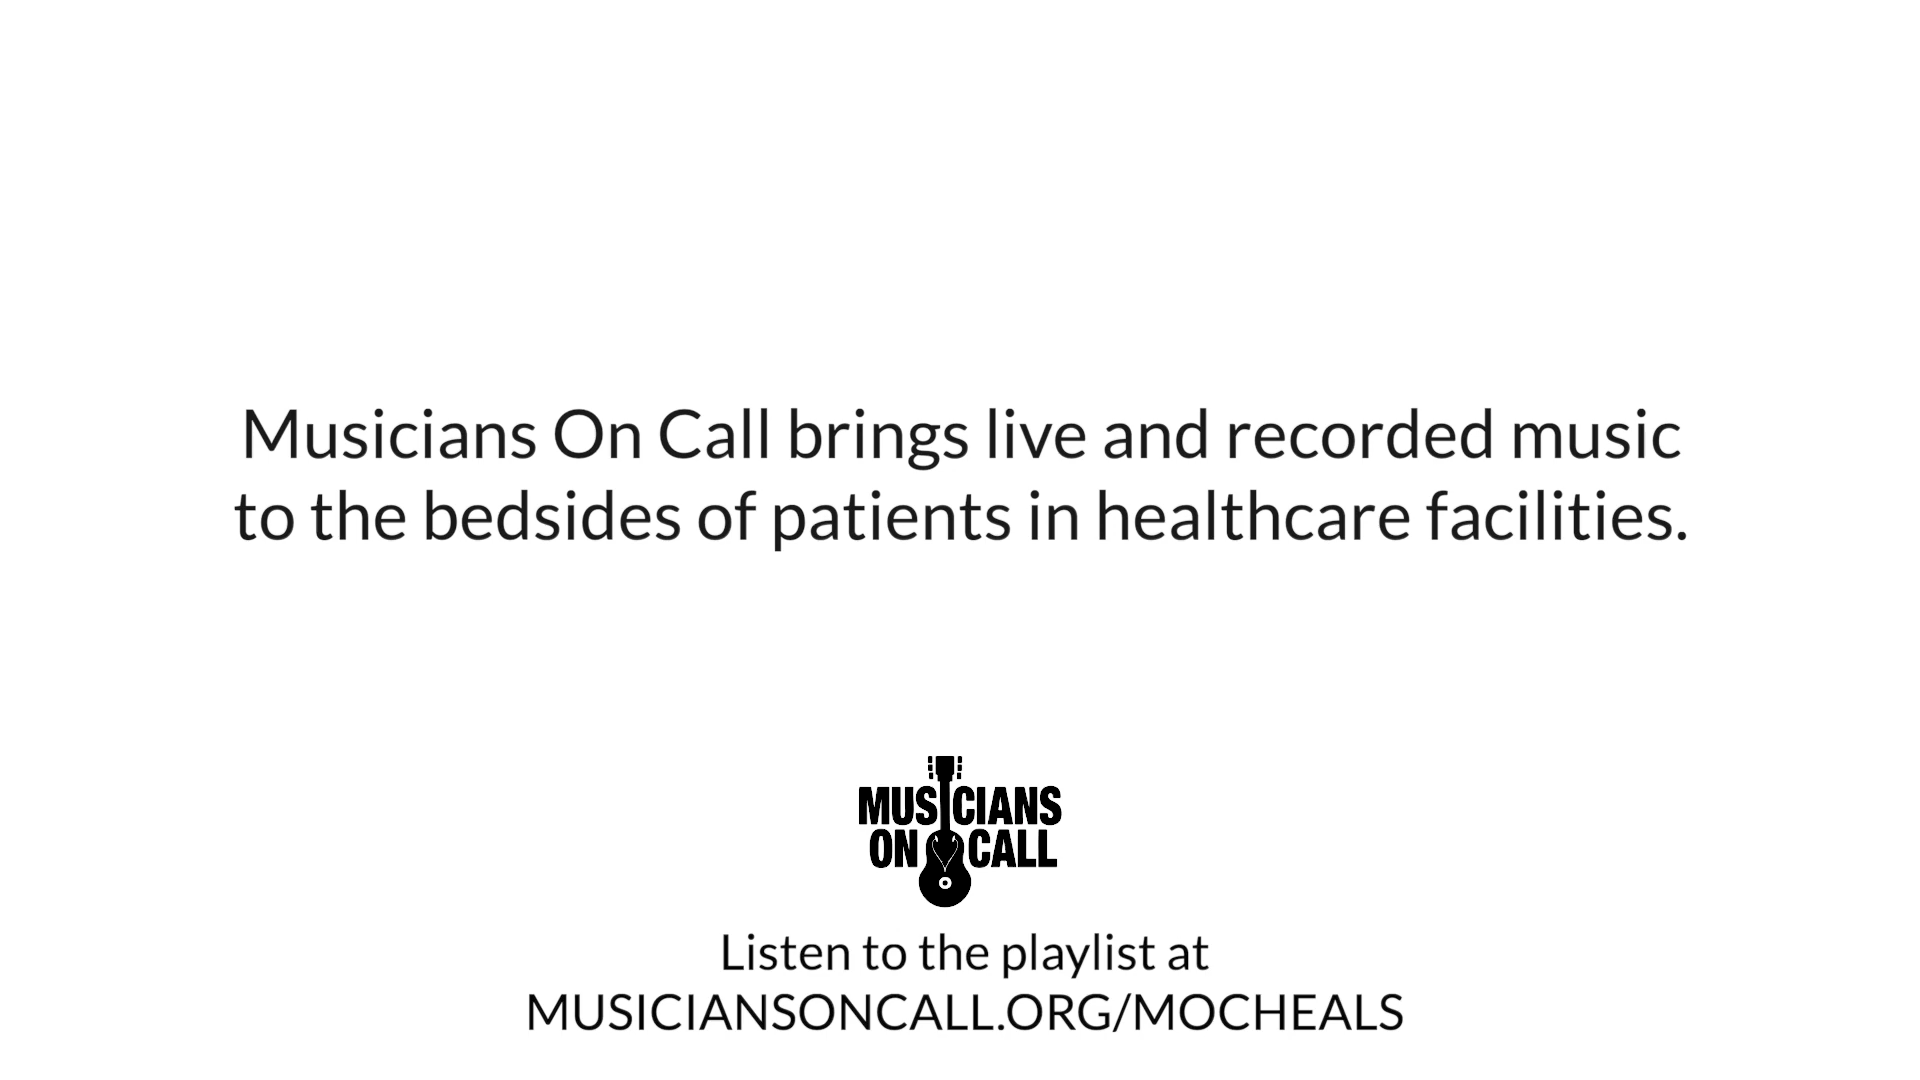 Musicians On Call brings live and recorded music
to the bedsides of patients in healthcare facilities.
MUSICIANS
ON CALL
Listen to the playlist at
MUSICIANSONCALL.ORG/MOCHEALS